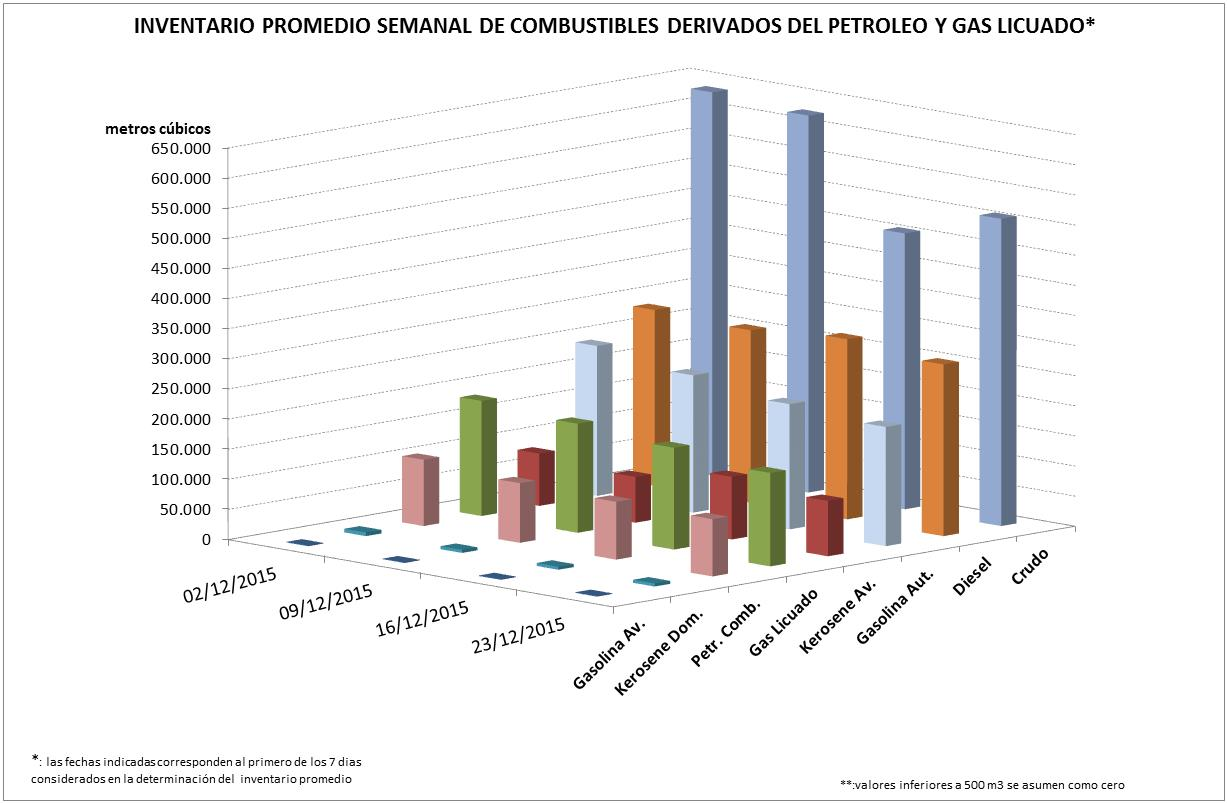 INVENTARIO PROMEDIO SEMANAL DE COMBUSTIBLES DERIVADOS DEL PETROLEO Y GAS LICUADO*
metros cúbicos
650.000
600.000
550.000
500.000
450.000
400.000
350.000
300.000
250.000
200.000
150.000
100.000
50.000
0
02/12/2015
09/12/2015
16/12/2015
23/12/2015
Gasolina Av.
Kerosene Dom.
Petr. Comb.
Gas Licuado
Kerosene Av.
Gasolina Aut.
Diesel
Crudo
*: las fechas indicadas corresponden al primero de los 7 dias
considerados en la determinación del inventario promedio
**:valores inferiores a 500 m3 se asumen como cero